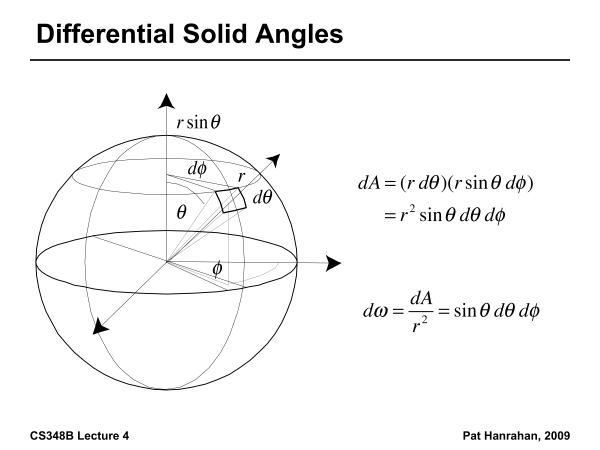 Differential Solid Angles
r sin θ
dϕ
r
dθ
θ
ϕ
dA = (r dθ)(r sin θ dϕ)
= r² sin θ dθ dϕ
dω = dA/r² = sin θ dθ dϕ
CS348B Lecture 4
Pat Hanrahan, 2009